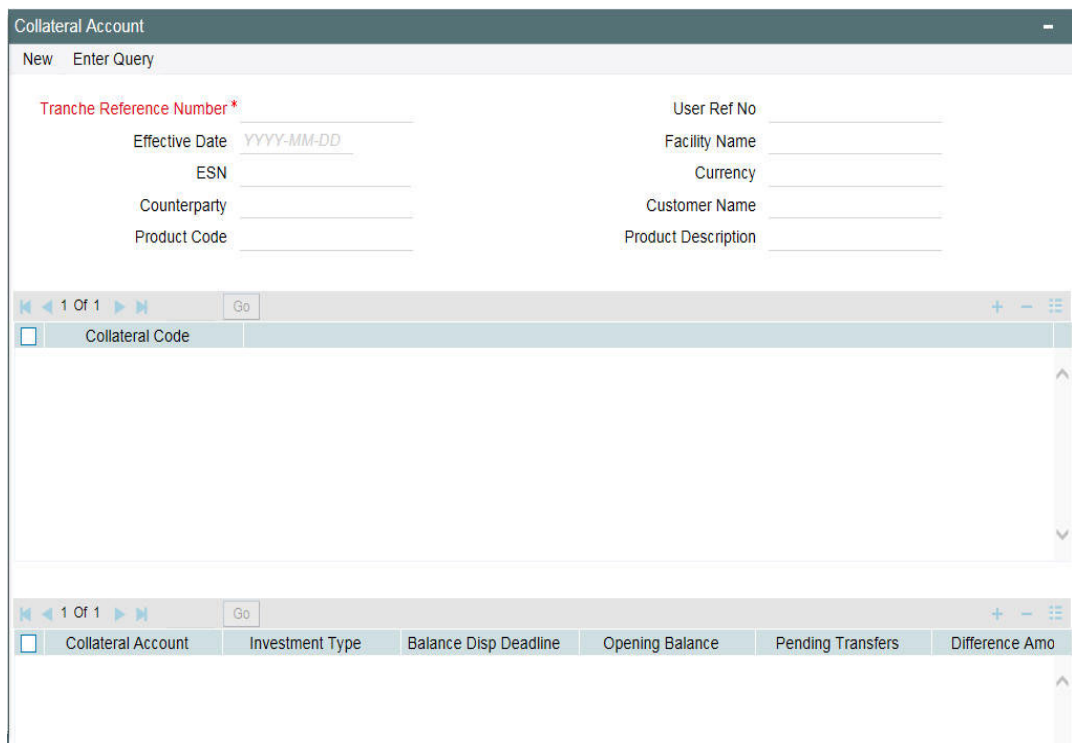 Collateral Account
New Enter Query
Tranche Reference Number * User Ref No
Effective Date YYYY-MM-DD Facility Name
ESN Currency
Counterparty Customer Name
Product Code Product Description
1 Of 1 Go
Collateral Code
1 Of 1 Go
Collateral Account Investment Type Balance Disp Deadline Opening Balance Pending Transfers Difference Amo